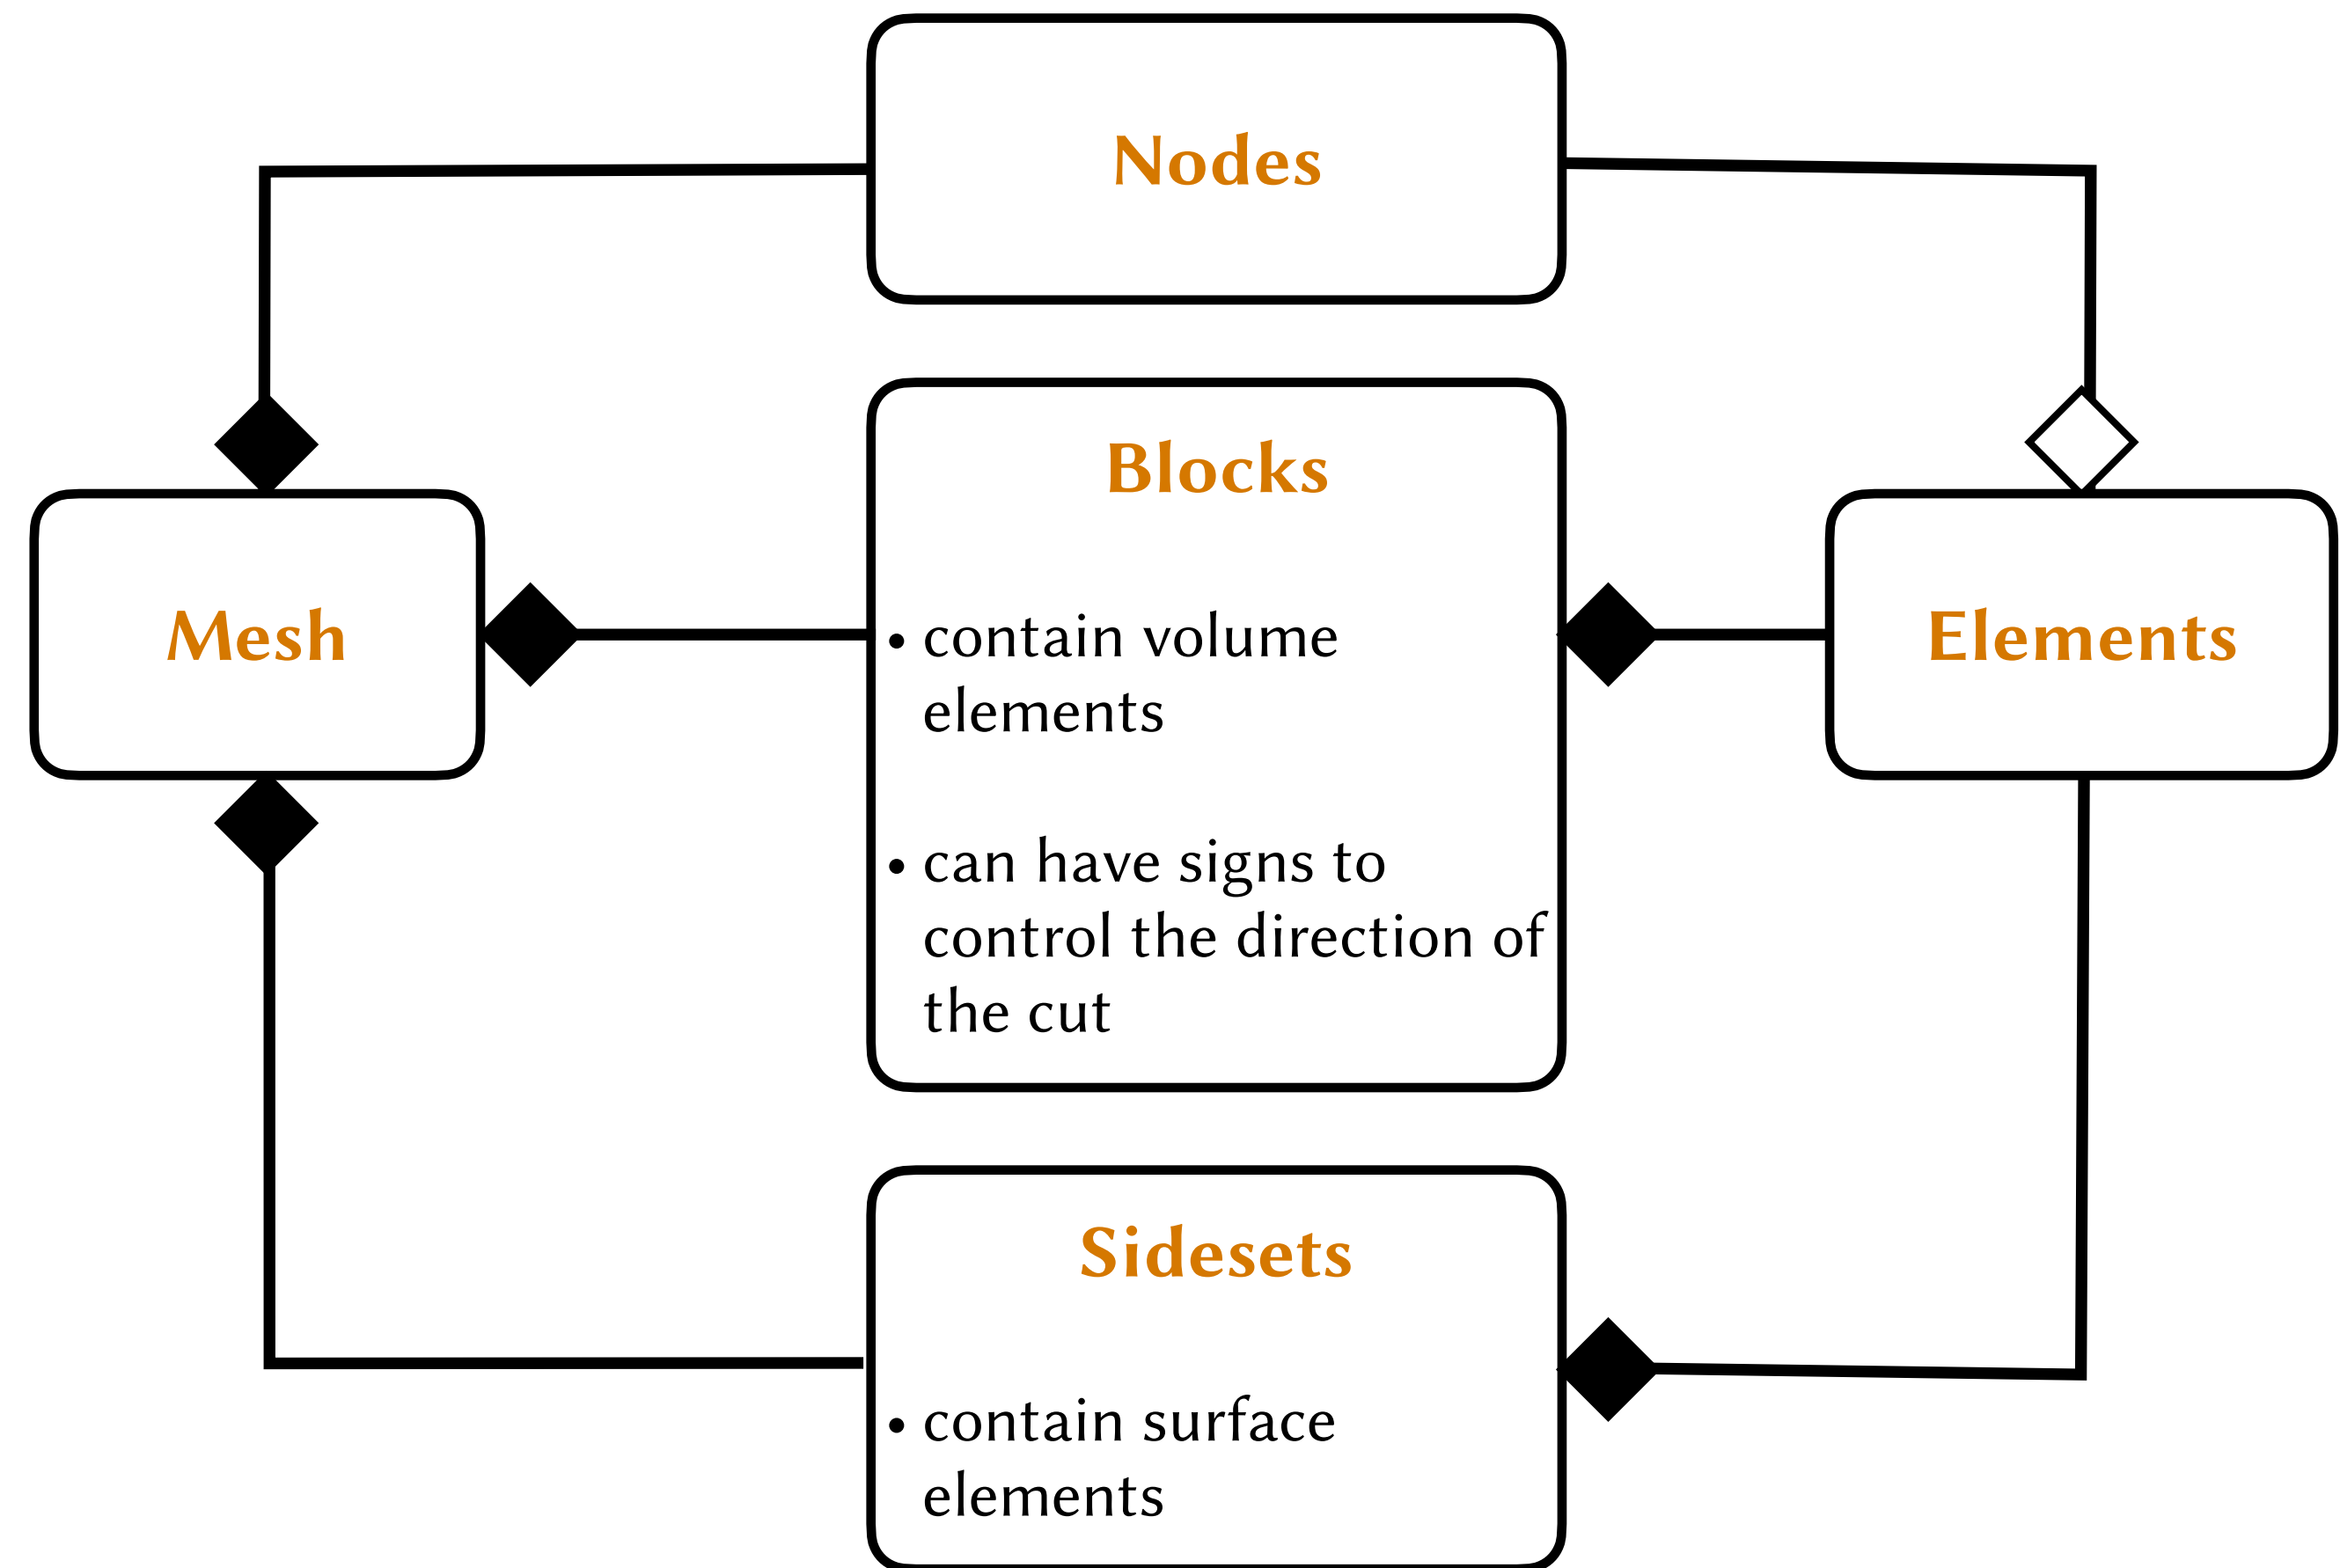 Nodes
Blocks
• contain volume
elements
• can have signs to
control the direction of
the cut
Mesh
Elements
Sidesets
• contain surface
elements